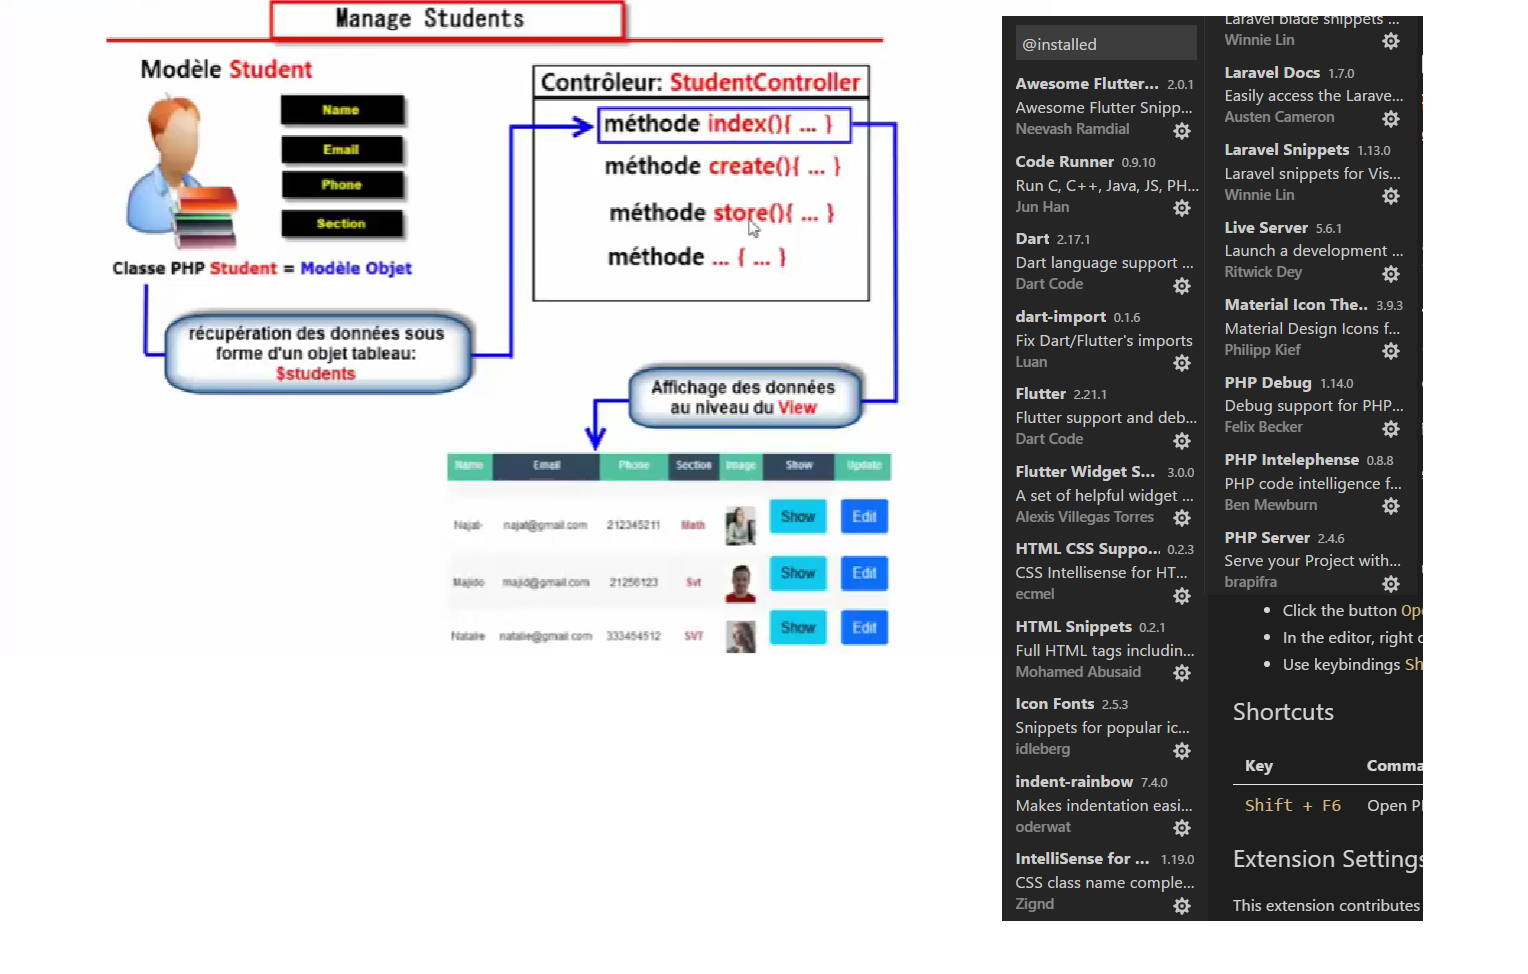 Manage Students
Modèle Student
Name
Email
Phone
Section
Classe PHP Student = Modèle Objet
récupération des données sous
forme d'un objet tableau:
$students
Contrôleur: StudentController
méthode index(){ ... }
méthode create(){ ... }
méthode store(){ ... }
méthode ... { ... }
Affichage des données
au niveau du View
Name Email Phone Section Image Show Update
Najat- najat@gmail.com 212345211 Math Show Edit
Majido majid@gmail.com 21256123 Svt Show Edit
Natalie natalie@gmail.com 333454512 SVT Show Edit
@installed
Awesome Flutter... 2.0.1
Awesome Flutter Snipp...
Neevash Ramdial
Code Runner 0.9.10
Run C, C++, Java, JS, PH...
Jun Han
Dart 2.17.1
Dart language support ...
Dart Code
dart-import 0.1.6
Fix Dart/Flutter's imports
Luan
Flutter 2.21.1
Flutter support and deb...
Dart Code
Flutter Widget S... 3.0.0
A set of helpful widget ...
Alexis Villegas Torres
HTML CSS Suppo... 0.2.3
CSS Intellisense for HT...
ecmel
HTML Snippets 0.2.1
Full HTML tags includin...
Mohamed Abusaid
Icon Fonts 2.5.3
Snippets for popular ic...
idleberg
indent-rainbow 7.4.0
Makes indentation easi...
oderwat
IntelliSense for ... 1.19.0
CSS class name comple...
Zignd
Laravel blade snippets ...
Winnie Lin
Laravel Docs 1.7.0
Easily access the Larave...
Austen Cameron
Laravel Snippets 1.13.0
Laravel snippets for Vis...
Winnie Lin
Live Server 5.6.1
Launch a development ...
Ritwick Dey
Material Icon The.. 3.9.3
Material Design Icons f...
Philipp Kief
PHP Debug 1.14.0
Debug support for PHP...
Felix Becker
PHP Intelephense 0.8.8
PHP code intelligence f...
Ben Mewburn
PHP Server 2.4.6
Serve your Project with...
brapifra
Click the button Ope
In the editor, right c
Use keybindings Sh
Shortcuts
Key Comma
Shift + F6 Open P
Extension Settings
This extension contributes